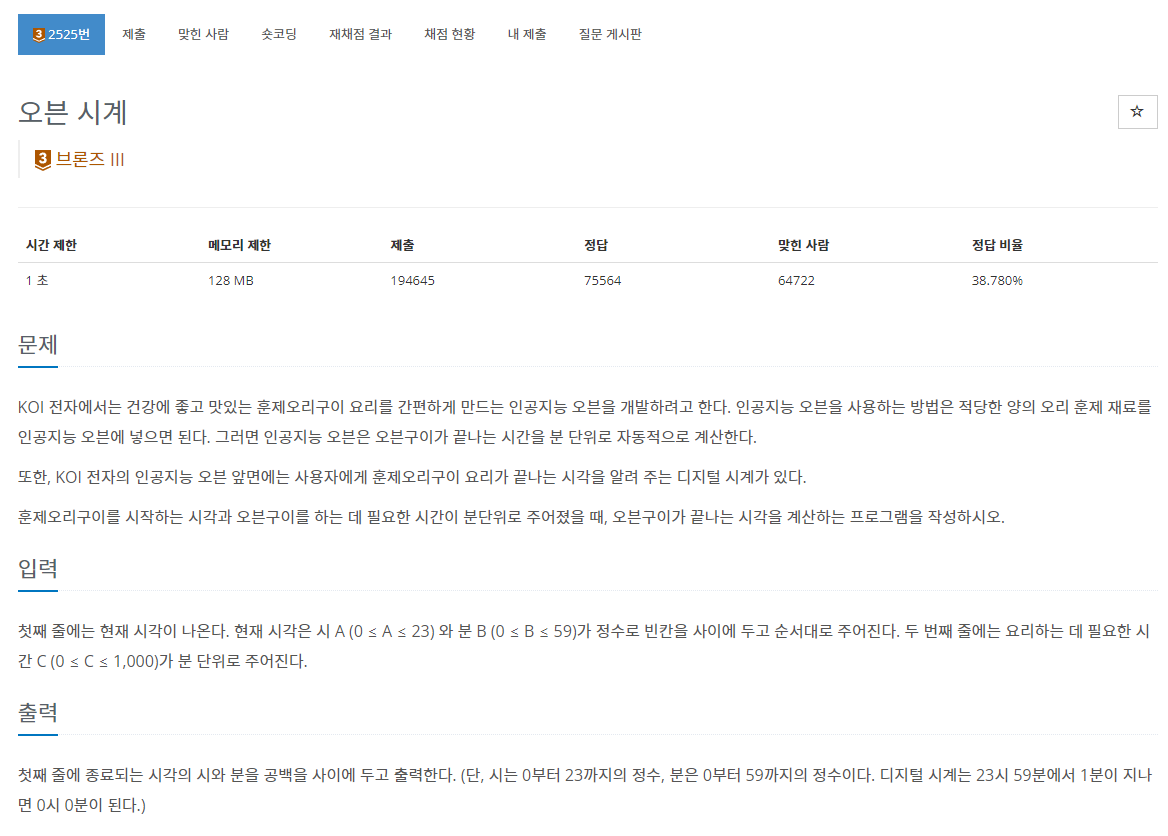 3 2525번 제출 맞힌 사람 숏코딩 재채점 결과 채점 현황 내 제출 질문 게시판
오븐 시계
☆
3 브론즈 III
시간 제한 메모리 제한 제출 정답 맞힌 사람 정답 비율
1 초 128 MB 194645 75564 64722 38.780%
문제
KOI 전자에서는 건강에 좋고 맛있는 훈제오리구이 요리를 간편하게 만드는 인공지능 오븐을 개발하려고 한다. 인공지능 오븐을 사용하는 방법은 적당한 양의 오리 훈제 재료를
인공지능 오븐에 넣으면 된다. 그러면 인공지능 오븐은 오븐구이가 끝나는 시간을 분 단위로 자동적으로 계산한다.
또한, KOI 전자의 인공지능 오븐 앞면에는 사용자에게 훈제오리구이 요리가 끝나는 시각을 알려 주는 디지털 시계가 있다.
훈제오리구이를 시작하는 시각과 오븐구이를 하는 데 필요한 시간이 분단위로 주어졌을 때, 오븐구이가 끝나는 시각을 계산하는 프로그램을 작성하시오.
입력
첫째 줄에는 현재 시각이 나온다. 현재 시각은 시 A (0 ≤ A ≤ 23) 와 분 B (0 ≤ B ≤ 59)가 정수로 빈칸을 사이에 두고 순서대로 주어진다. 두 번째 줄에는 요리하는 데 필요한 시
간 C (0 ≤ C ≤ 1,000)가 분 단위로 주어진다.
출력
첫째 줄에 종료되는 시각의 시와 분을 공백을 사이에 두고 출력한다. (단, 시는 0부터 23까지의 정수, 분은 0부터 59까지의 정수이다. 디지털 시계는 23시 59분에서 1분이 지나
면 0시 0분이 된다.)